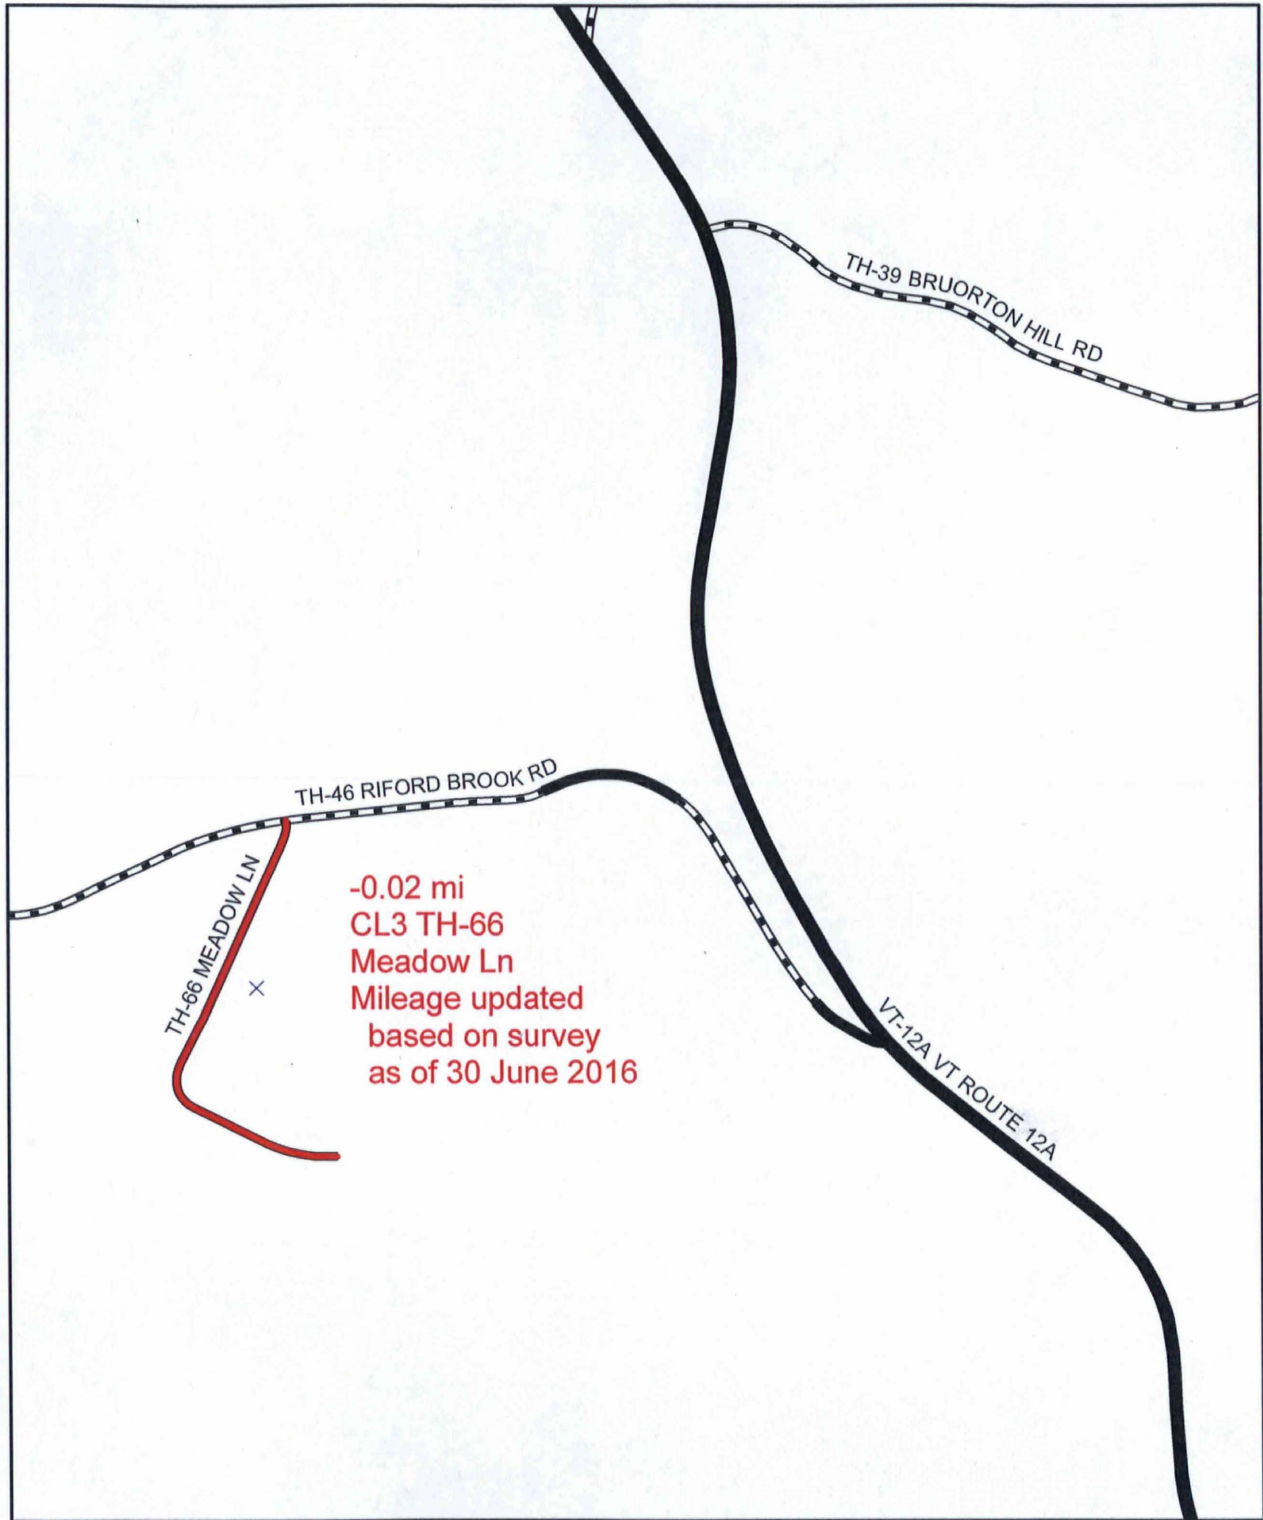 TH-39 BRUORTON HILL RD
TH-46 RIFORD BROOK RD
TH-66 MEADOW LN
-0.02 mi
CL3 TH-66
Meadow Ln
Mileage updated
based on survey
as of 30 June 2016
VT-12A VT ROUTE 12A